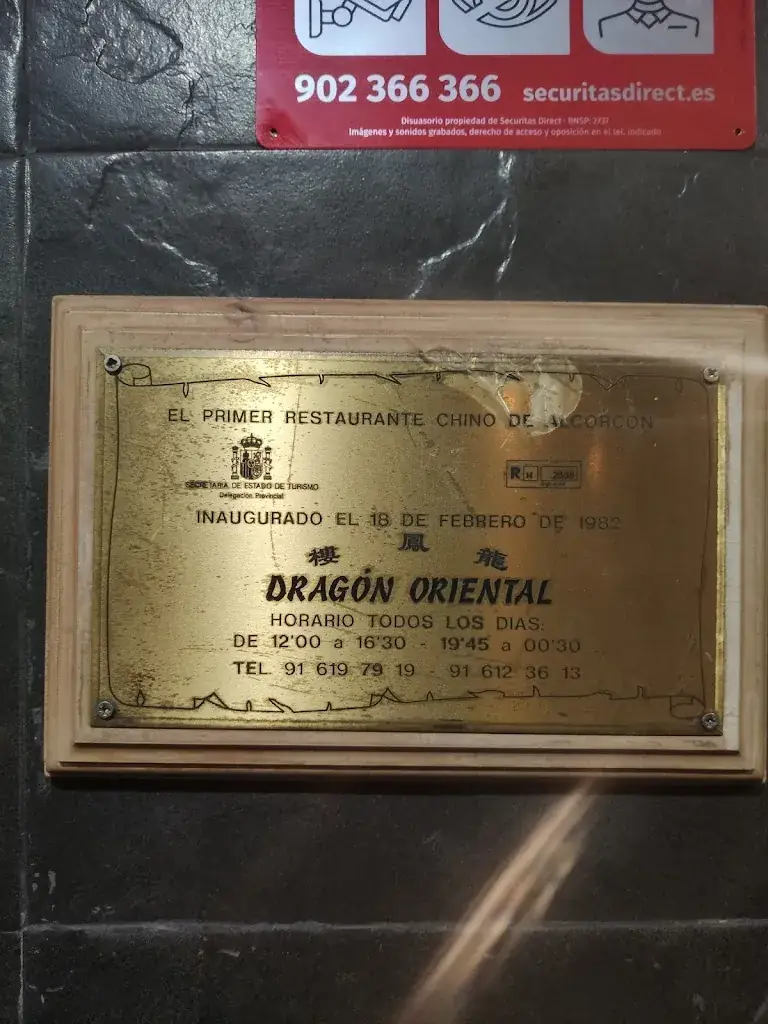 902 366 366 securitasdirect.es
Disuasorio propiedad de Securitas Direct - DNSP: 2737
Imágenes y sonidos grabados, derecho de acceso y oposición en el tel. indicado
EL PRIMER RESTAURANTE CHINO DE ALCORCON
SECRETARIA DE ESTADO DE TURISMO
Delegación Provincial
R H
INAUGURADO EL 18 DE FEBRERO DE 1982
樓 鳳 龍
DRAGÓN ORIENTAL
HORARIO TODOS LOS DIAS:
DE 12'00 a 16'30 - 19'45 a 00'30
TEL. 91 619 79 19 - 91 612 36 13